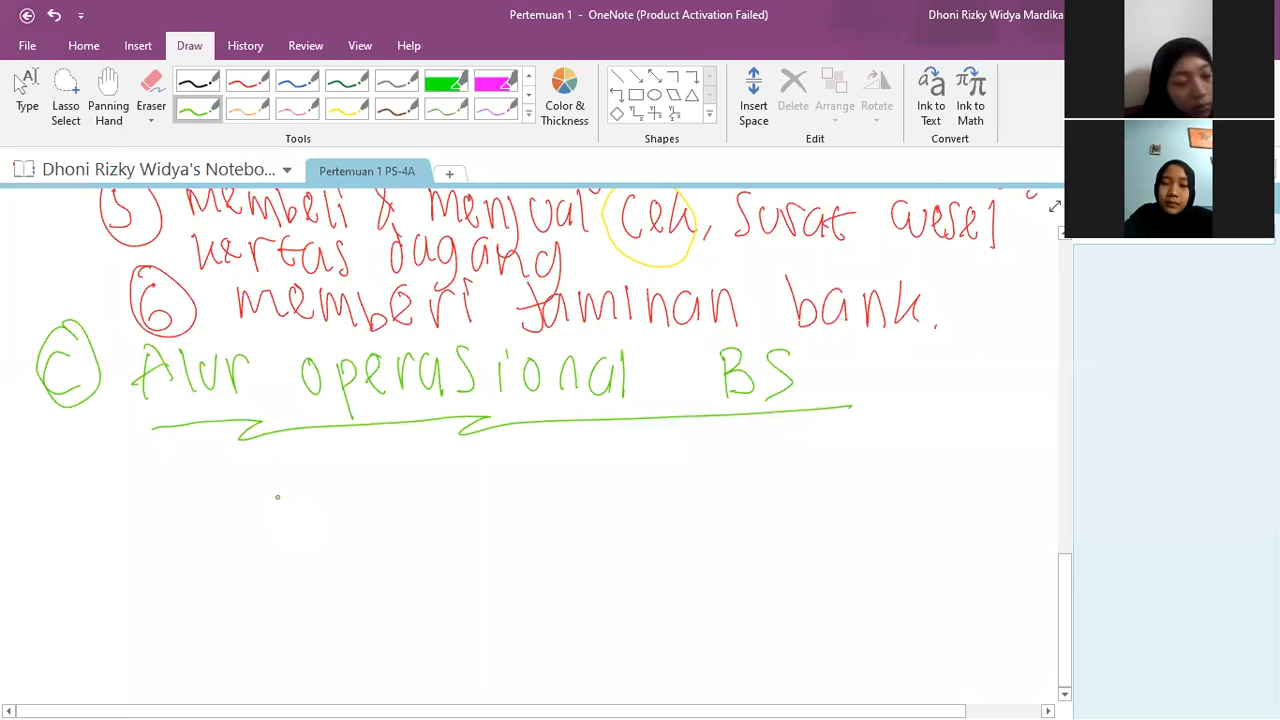 Pertemuan 1 - OneNote (Product Activation Failed)
Dhoni Rizky Widya Mardika
File Home Insert Draw History Review View Help
Type
Lasso Select
Panning Hand
Eraser
Color & Thickness
Insert Space
Delete
Arrange
Rotate
Ink to Text
Ink to Math
Tools
Shapes
Edit
Convert
Dhoni Rizky Widya's Notebo...
Pertemuan 1 PS-4A
5 membeli & menjual cek, surat wesel
kertas dagang
6 memberi jaminan bank.
C Alur operasional BS